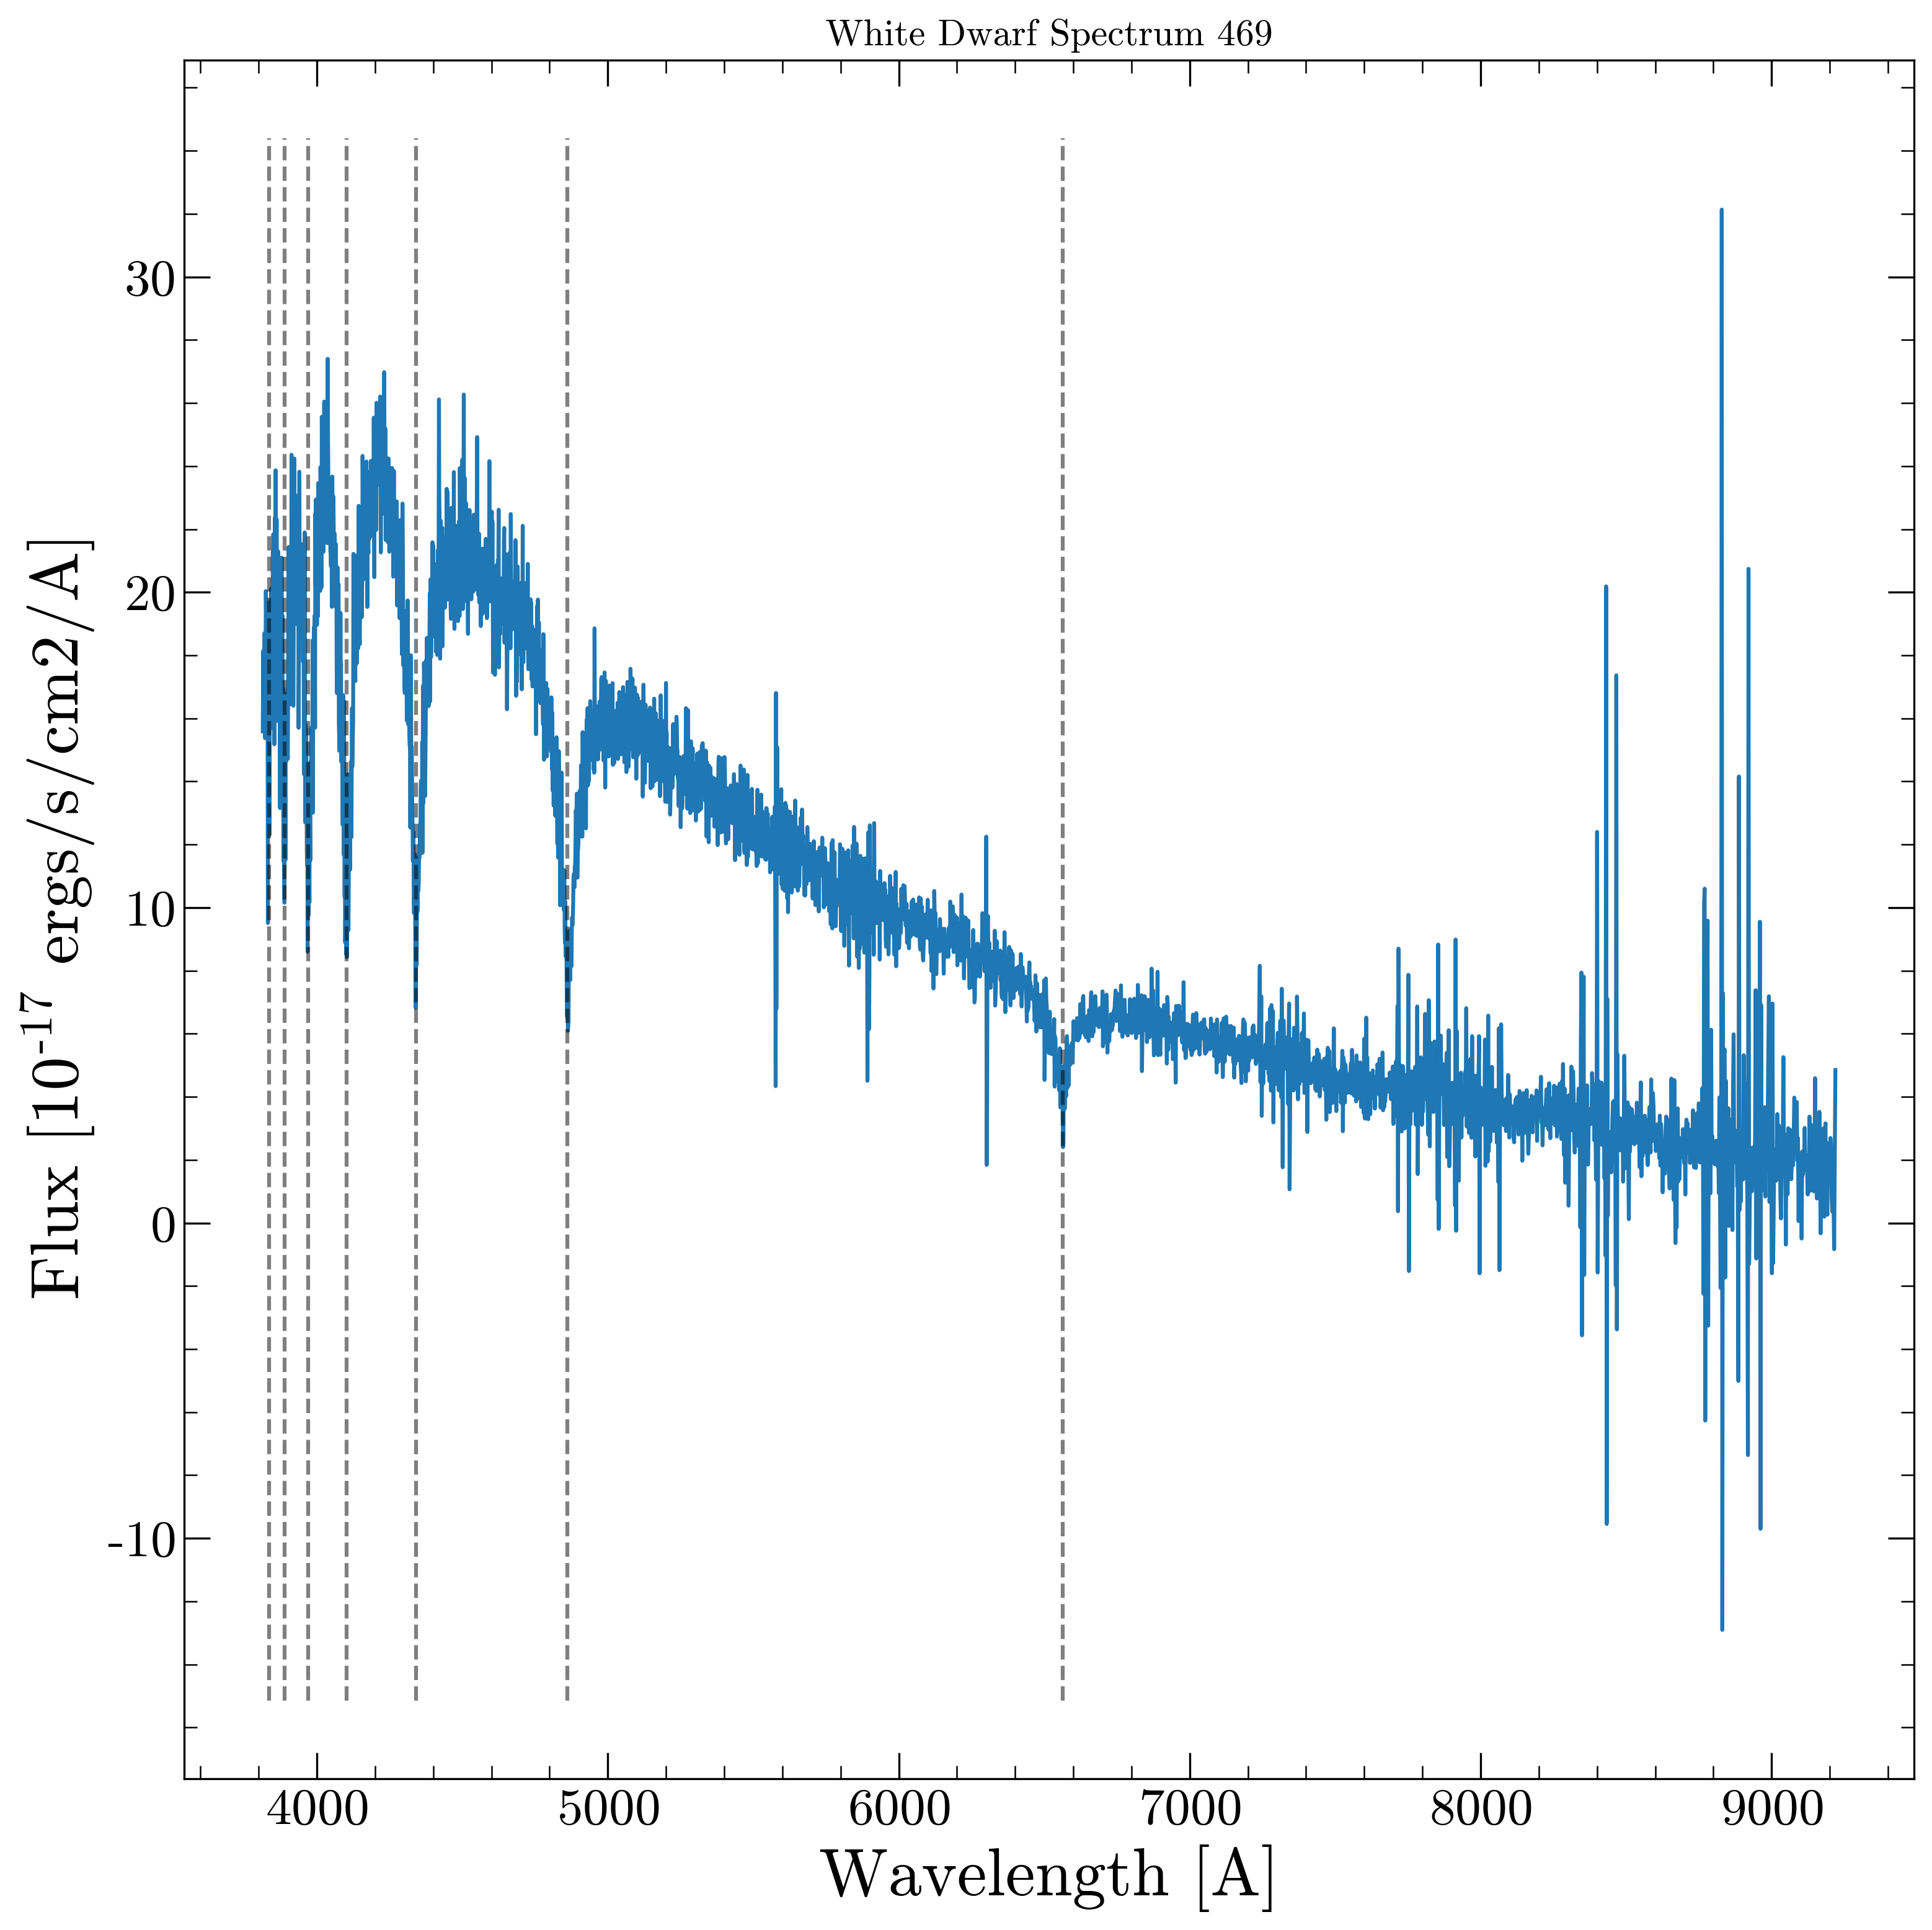 White Dwarf Spectrum 469
Flux [10-17 ergs/s/cm2//A]
30
20
10
0
-10
4000 5000 6000 7000 8000 9000
Wavelength [A]